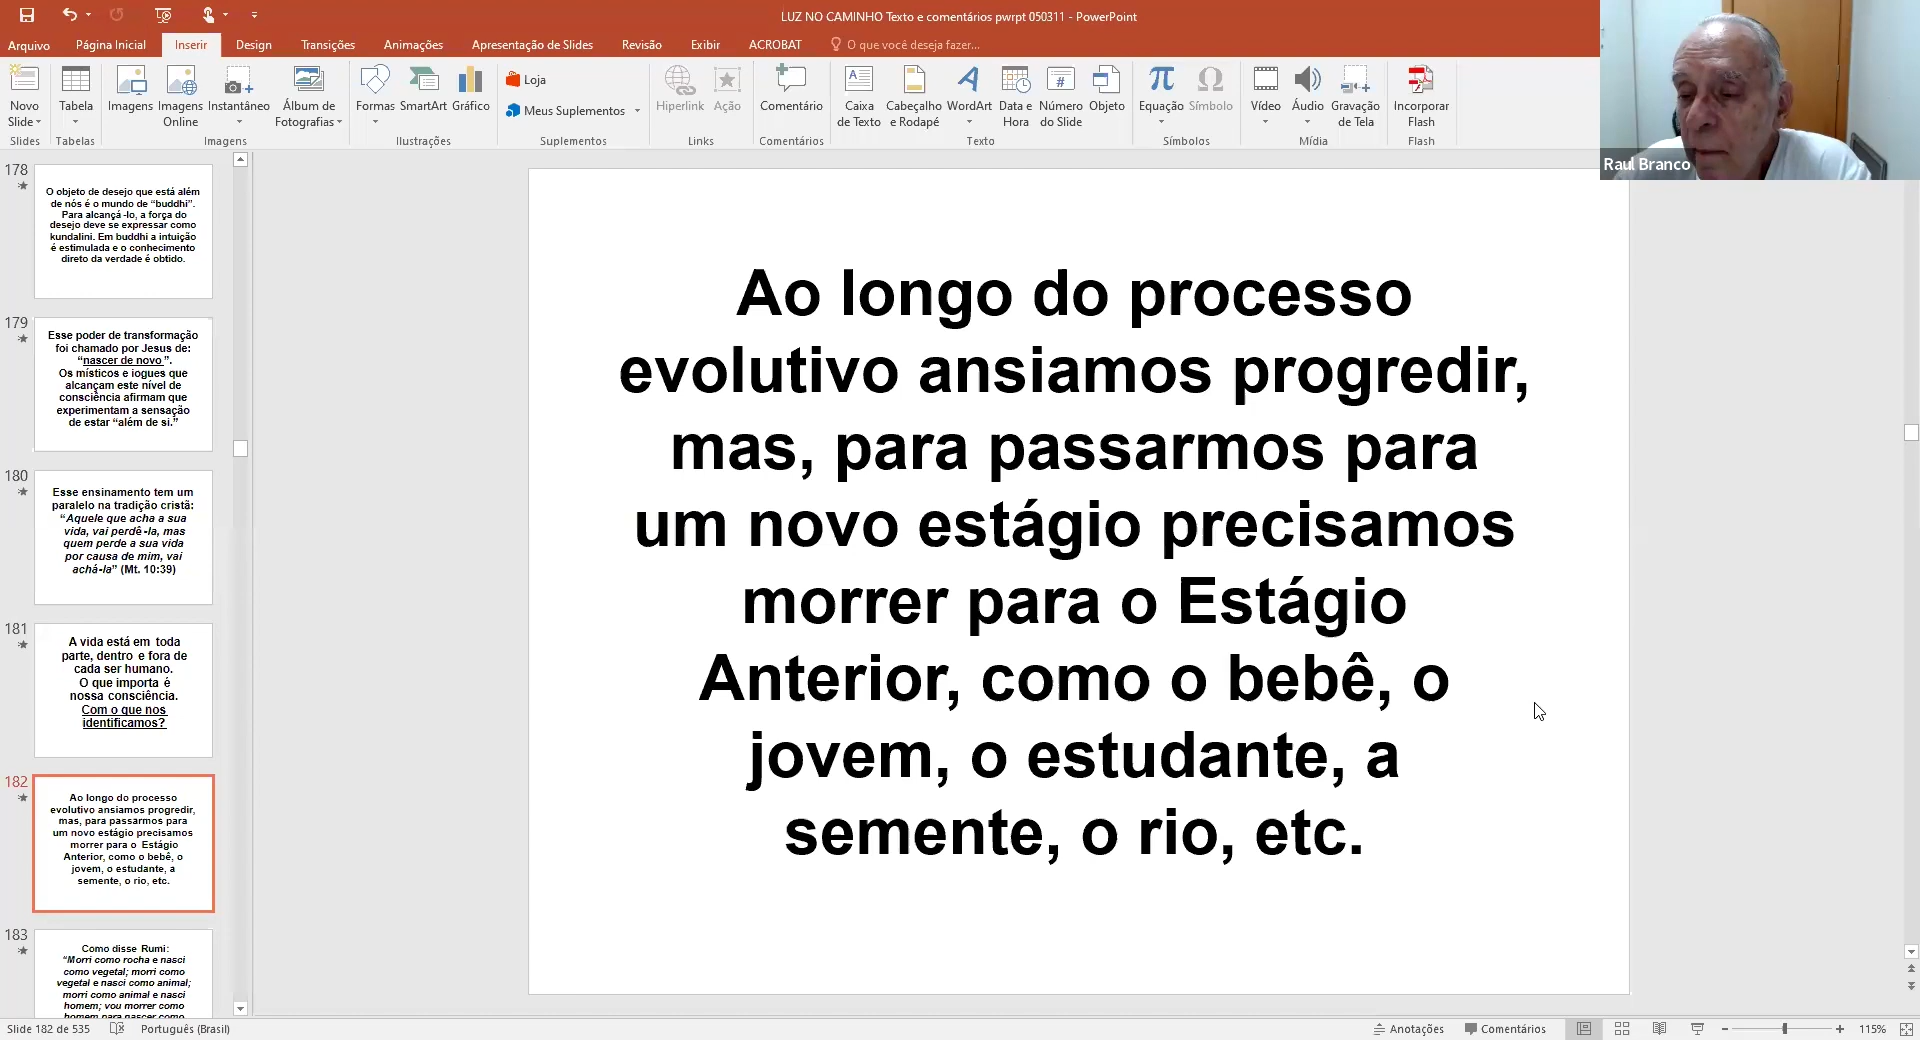 LUZ NO CAMINHO Texto e comentários pwrpt 050311 - PowerPoint
Arquivo Página Inicial Inserir Design Transições Animações Apresentação de Slides Revisão Exibir ACROBAT O que você deseja fazer...
Novo Slide
Tabela
Imagens
Imagens Online
Instantâneo
Álbum de Fotografias
Formas
SmartArt
Gráfico
Loja
Meus Suplementos
Hiperlink
Ação
Comentário
Caixa de Texto
Cabeçalho e Rodapé
WordArt
Data e Hora
Número do Slide
Objeto
Equação
Símbolo
Vídeo
Áudio
Gravação de Tela
Incorporar Flash
Slides Tabelas Imagens Ilustrações Suplementos Links Comentários Texto Símbolos Mídia Flash
Raul Branco
178
O objeto de desejo que está além
de nós é o mundo de “buddhi”.
Para alcançá-lo, a força do
desejo deve se expressar como
kundalini. Em buddhi a intuição
é estimulada e o conhecimento
direto da verdade é obtido.
179
Esse poder de transformação
foi chamado por Jesus de:
“nascer de novo”.
Os místicos e iogues que
alcançam este nível de
consciência afirmam que
experimentam a sensação
de estar “além de si.”
180
Esse ensinamento tem um
paralelo na tradição cristã:
“Aquele que acha a sua
vida, vai perdê-la, mas
quem perde a sua vida
por causa de mim, vai
achá-la” (Mt. 10:39)
181
A vida está em toda
parte, dentro e fora de
cada ser humano.
O que importa é
nossa consciência.
Com o que nos
identificamos?
182
Ao longo do processo
evolutivo ansiamos progredir,
mas, para passarmos para
um novo estágio precisamos
morrer para o Estágio
Anterior, como o bebê, o
jovem, o estudante, a
semente, o rio, etc.
183
Como disse Rumi:
“Morri como rocha e nasci
como vegetal; morri como
vegetal e nasci como animal;
morri como animal e nasci
homem; vou morrer como
homem para nascer como
Ao longo do processo
evolutivo ansiamos progredir,
mas, para passarmos para
um novo estágio precisamos
morrer para o Estágio
Anterior, como o bebê, o
jovem, o estudante, a
semente, o rio, etc.
Slide 182 de 535 Português (Brasil) Anotações Comentários 115%